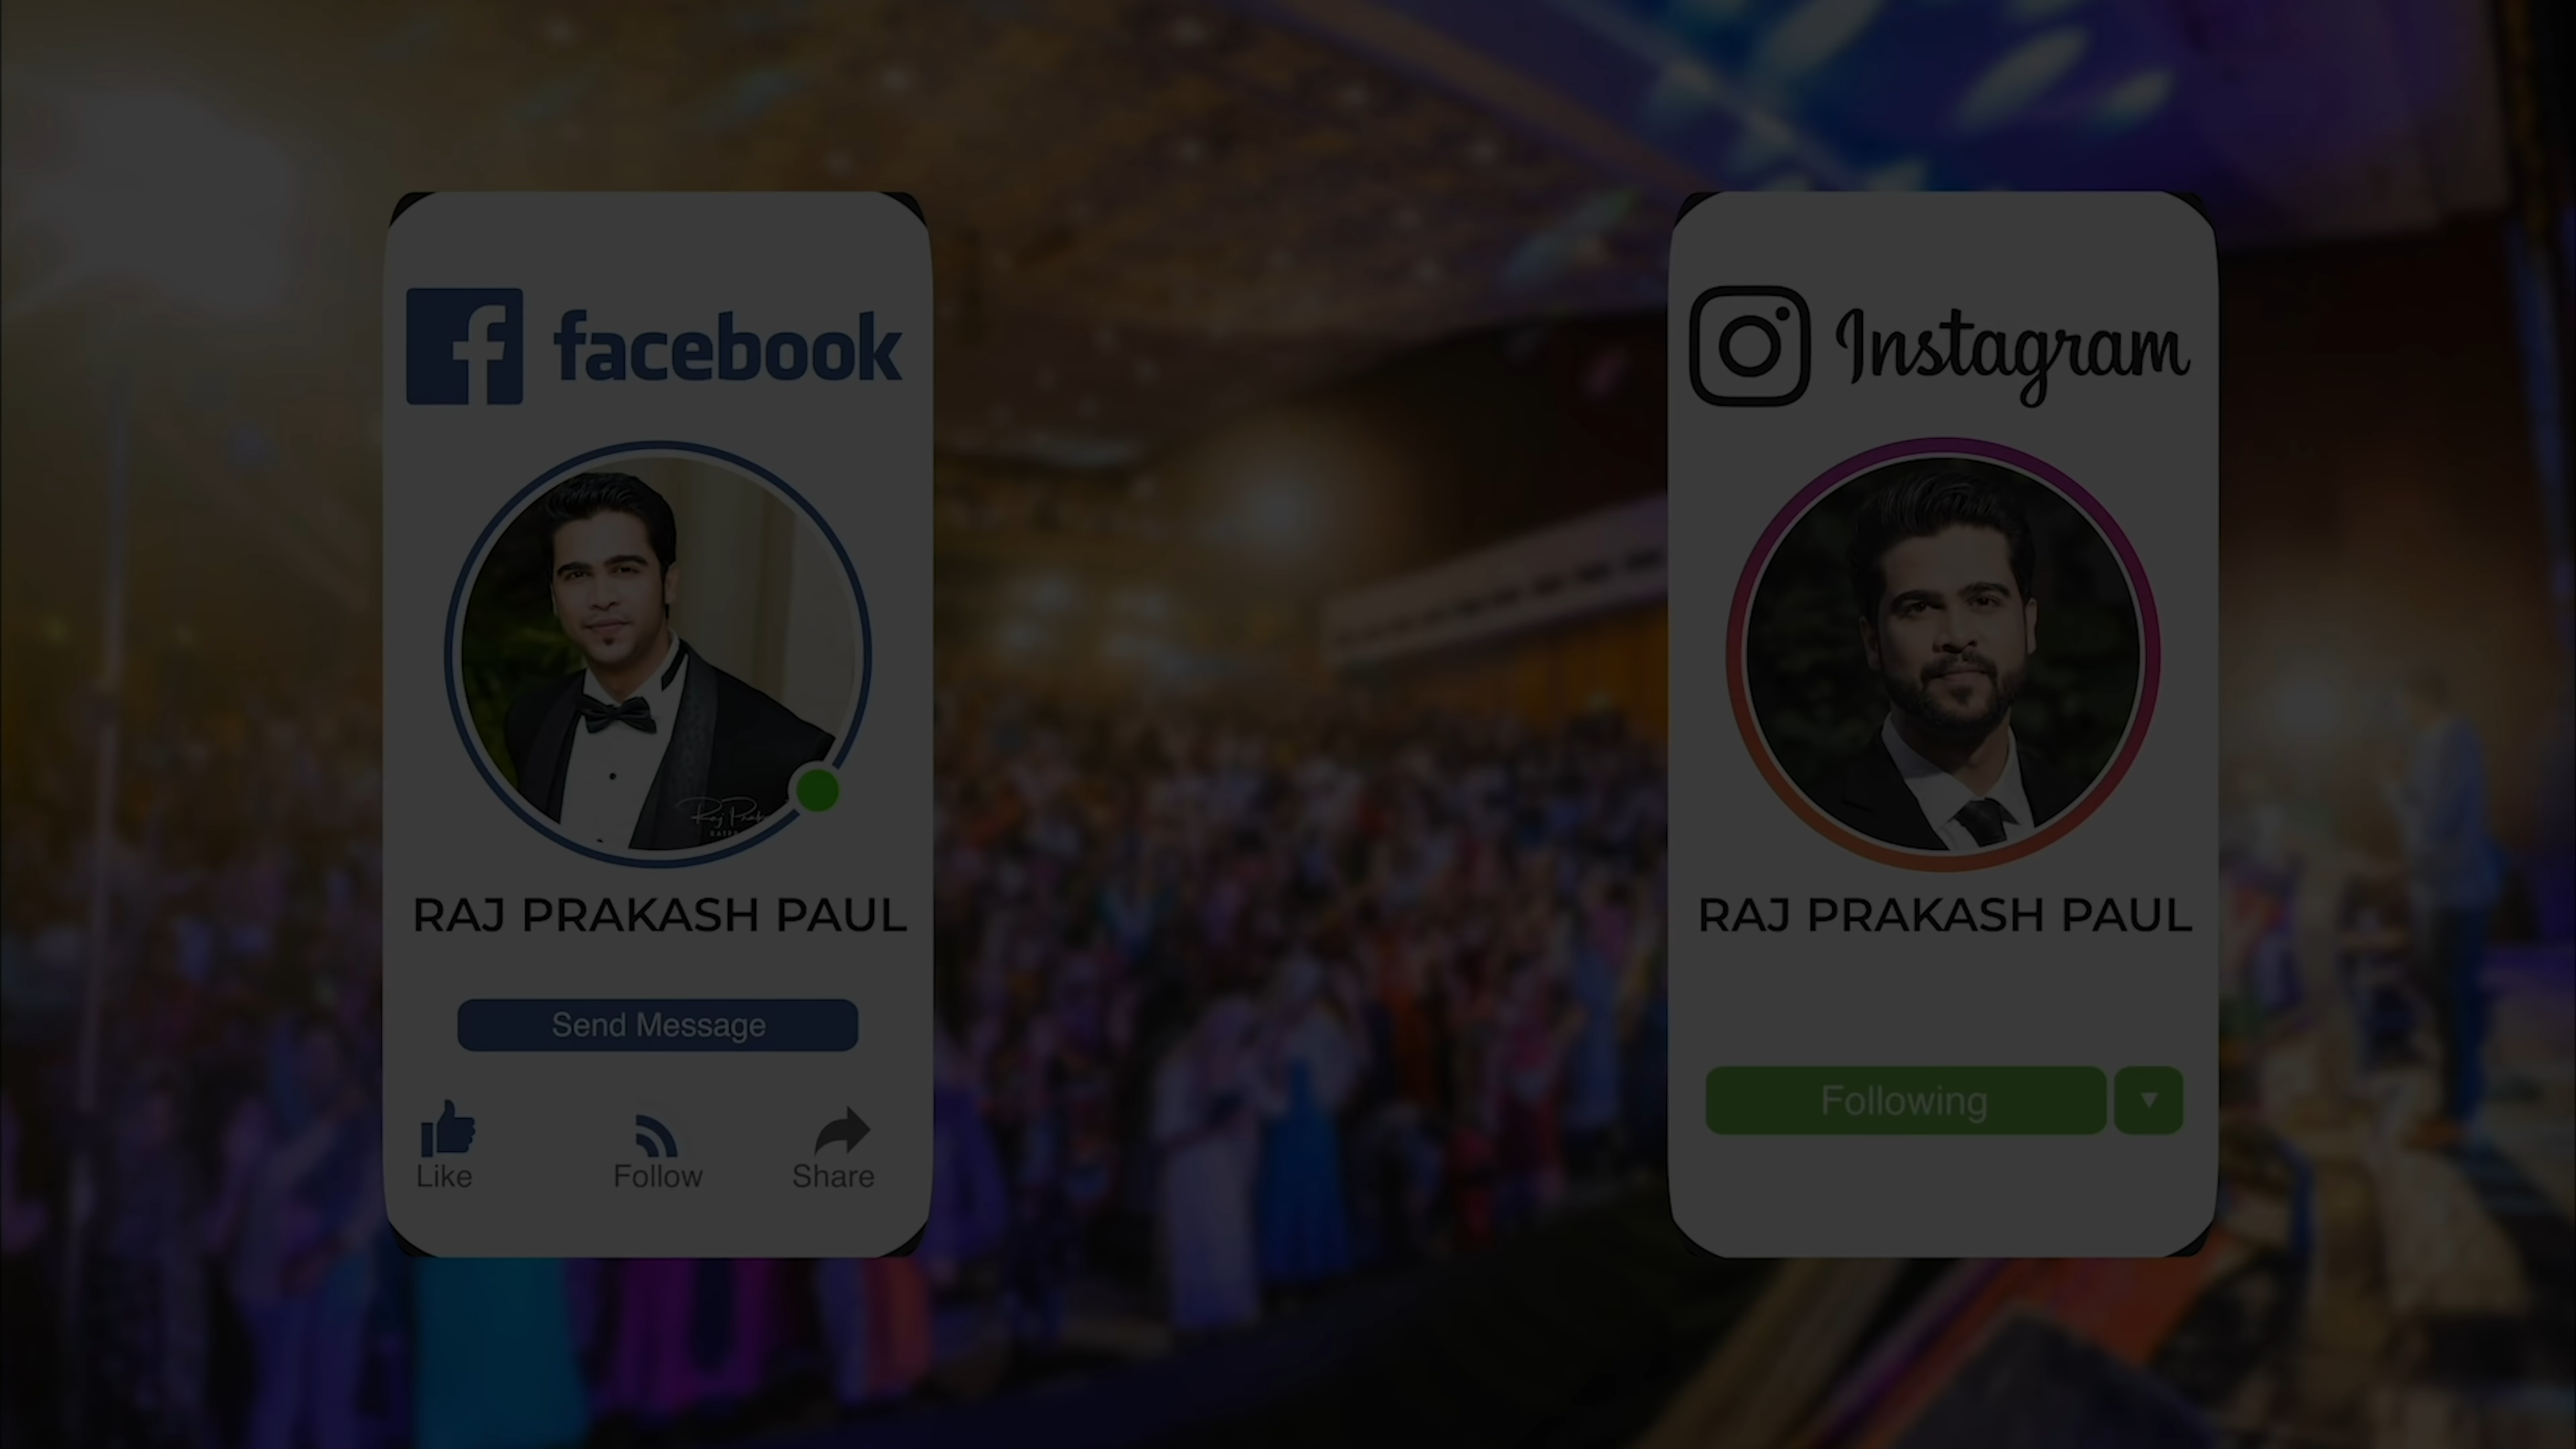 facebook
RAJ PRAKASH PAUL
Send Message
Like
Follow
Share
Instagram
RAJ PRAKASH PAUL
Following